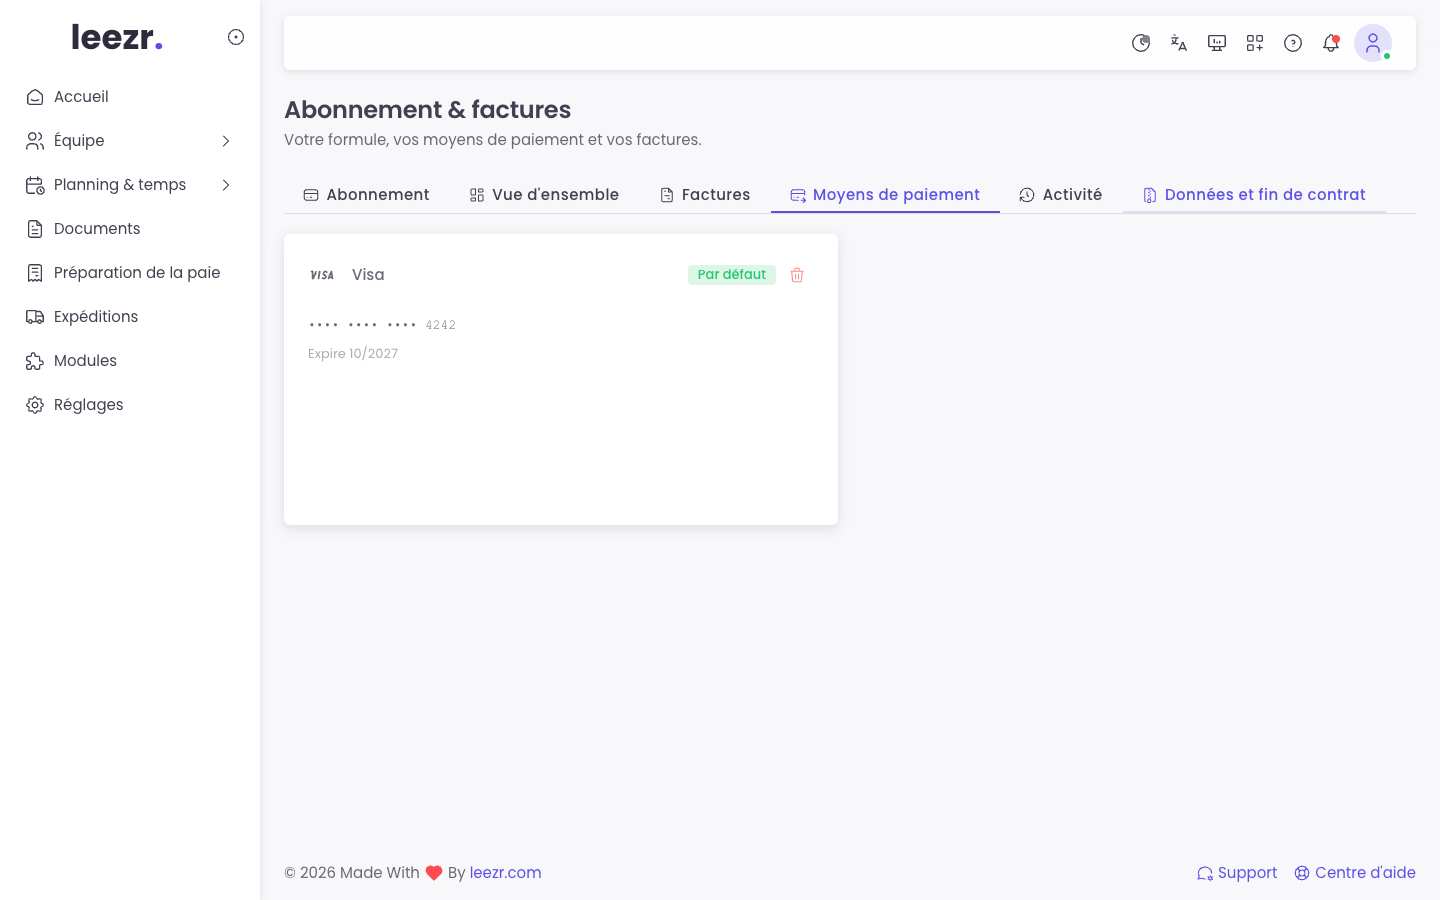 leezr.
Accueil
Équipe
Planning & temps
Documents
Préparation de la paie
Expéditions
Modules
Réglages
Abonnement & factures
Votre formule, vos moyens de paiement et vos factures.
Abonnement Vue d'ensemble Factures Moyens de paiement Activité Données et fin de contrat
VISA Visa Par défaut
•••• •••• •••• 4242
Expire 10/2027
© 2026 Made With ❤ By leezr.com Support Centre d'aide